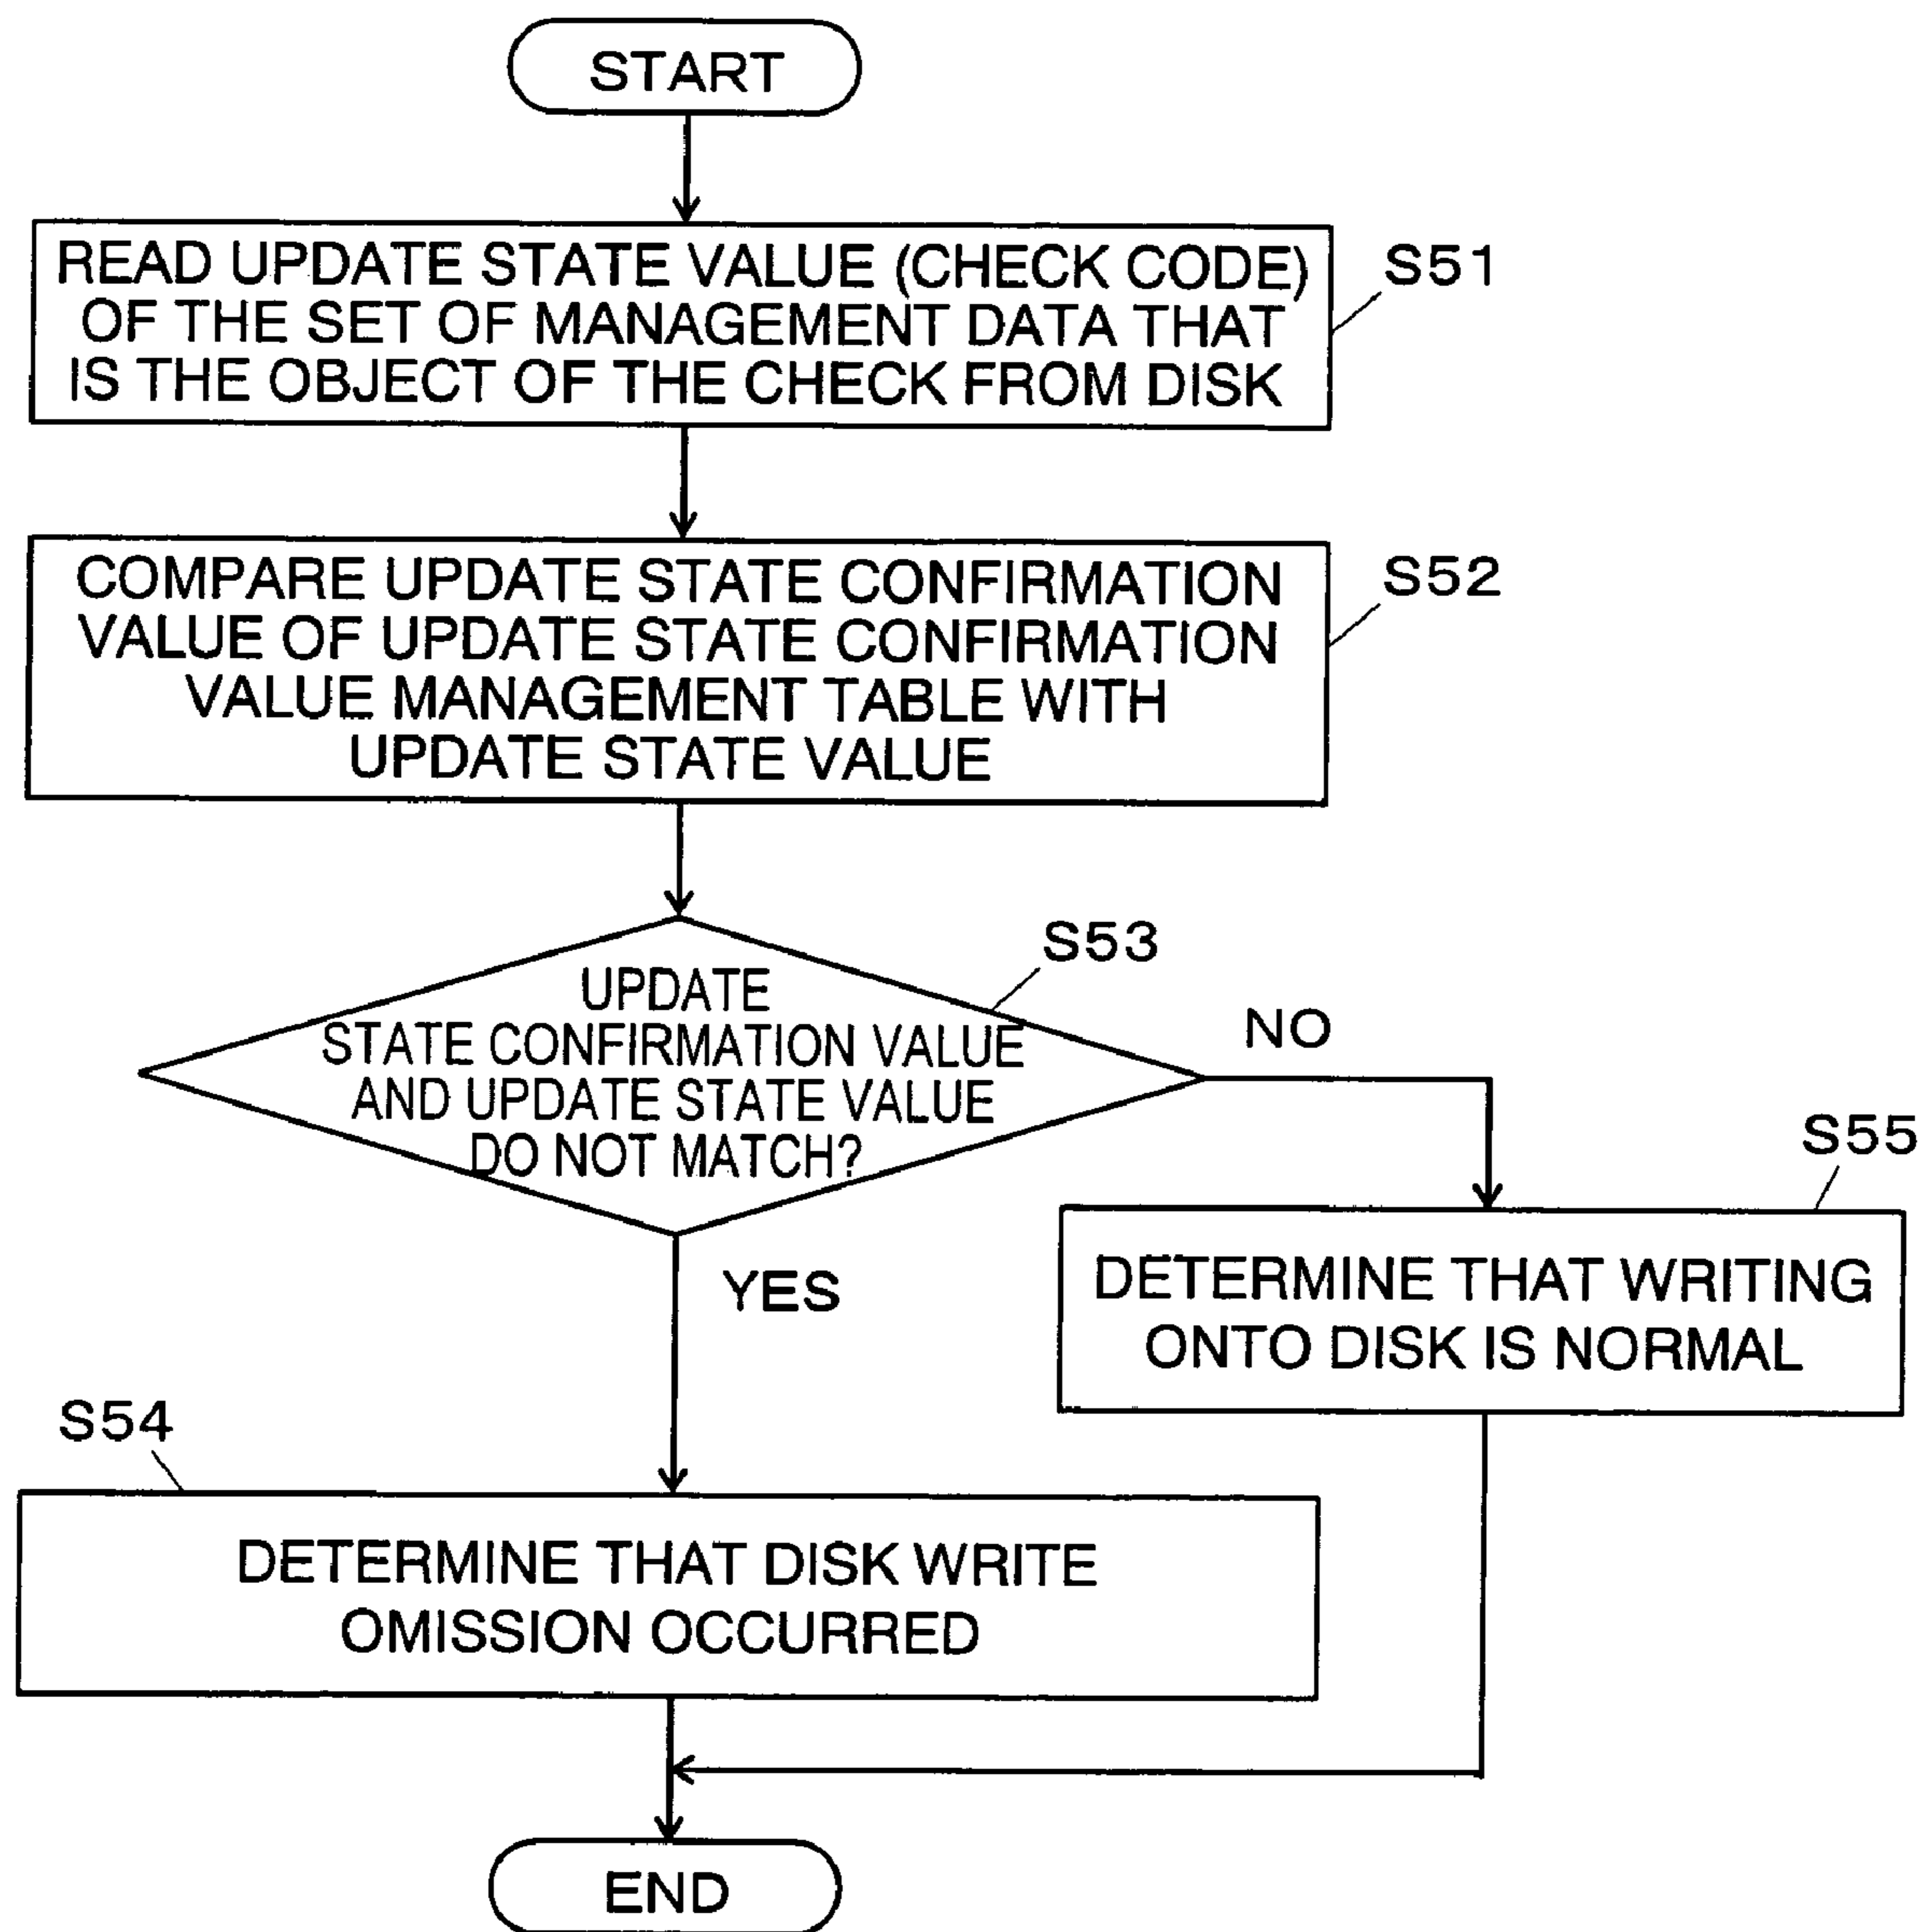 START
READ UPDATE STATE VALUE (CHECK CODE)
OF THE SET OF MANAGEMENT DATA THAT
IS THE OBJECT OF THE CHECK FROM DISK
S51
COMPARE UPDATE STATE CONFIRMATION
VALUE OF UPDATE STATE CONFIRMATION
VALUE MANAGEMENT TABLE WITH
UPDATE STATE VALUE
S52
S53
UPDATE
STATE CONFIRMATION VALUE
AND UPDATE STATE VALUE
DO NOT MATCH?
NO
YES
S55
DETERMINE THAT WRITING
ONTO DISK IS NORMAL
S54
DETERMINE THAT DISK WRITE
OMISSION OCCURRED
END